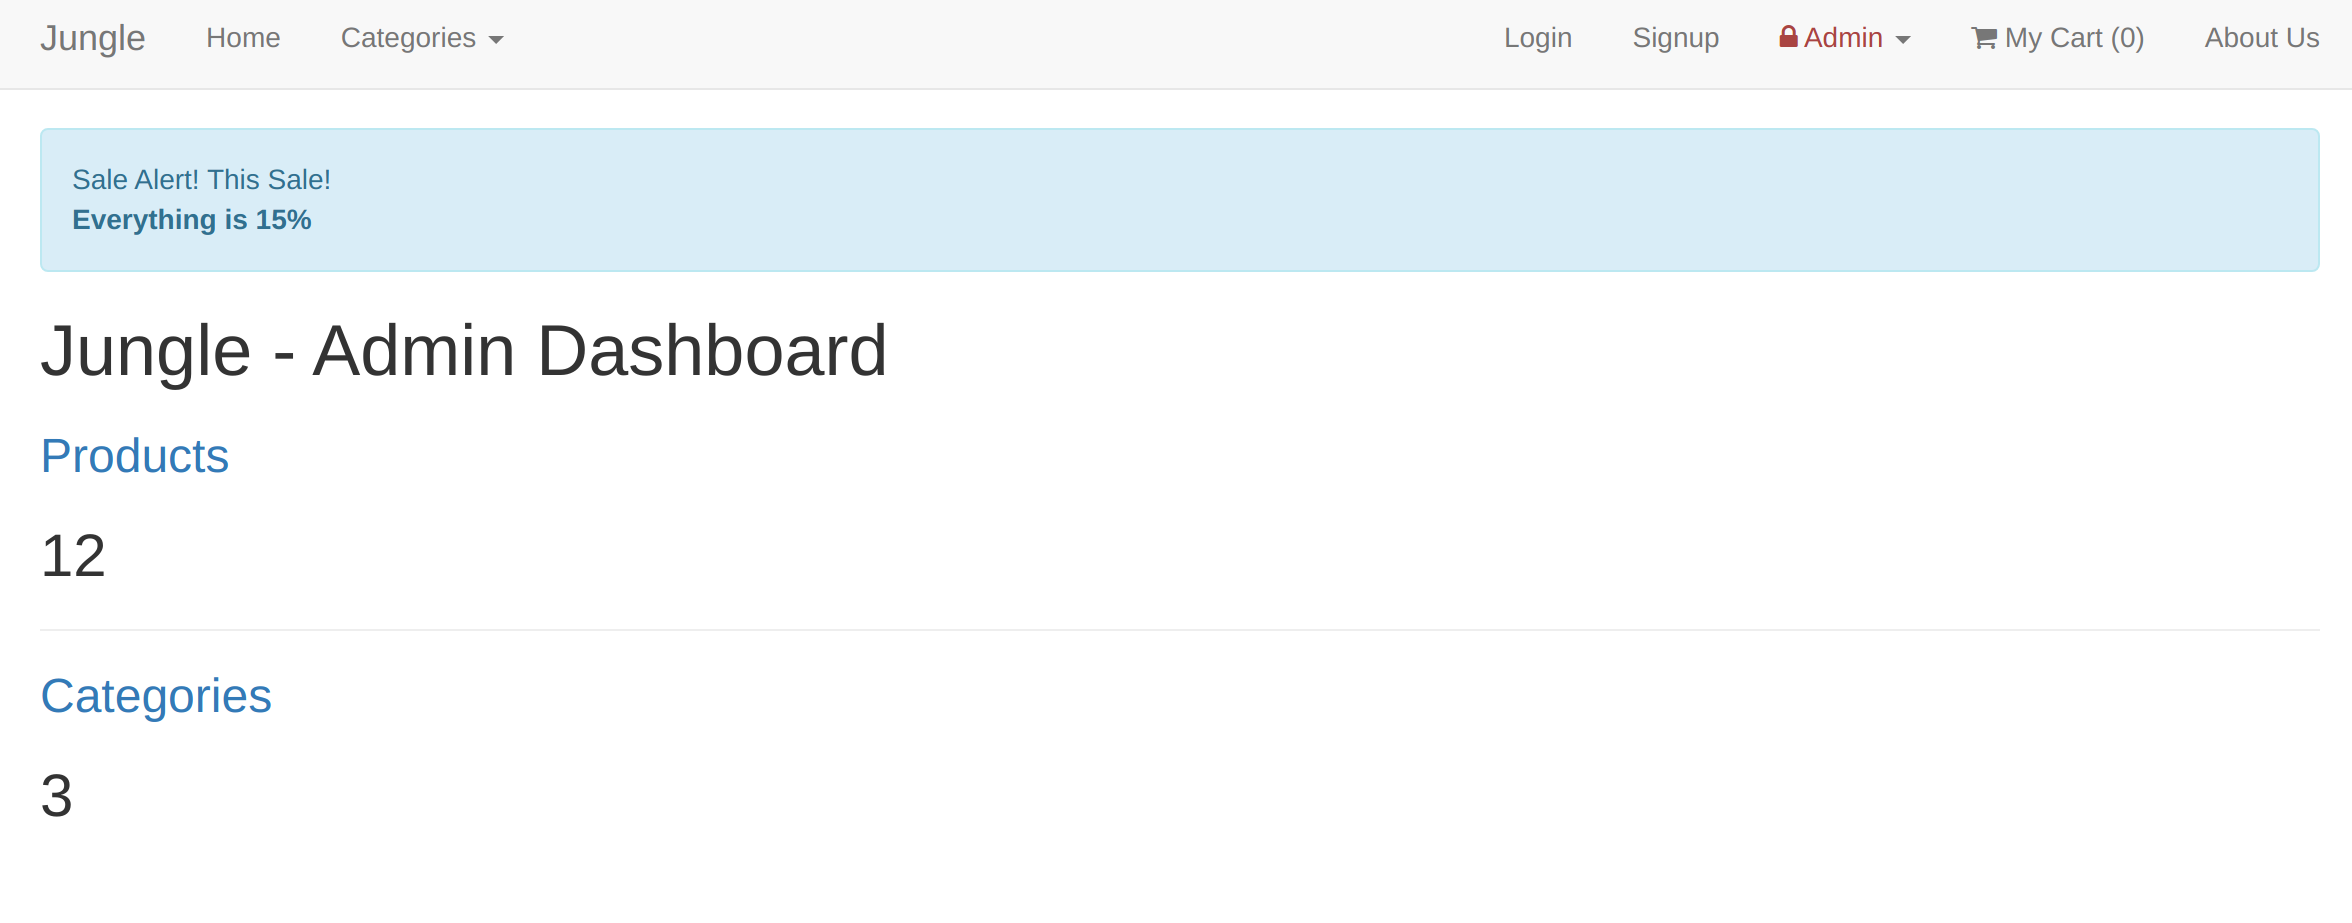 Jungle Home Categories Login Signup Admin My Cart (0) About Us
Sale Alert! This Sale!
Everything is 15%
Jungle - Admin Dashboard
Products
12
Categories
3